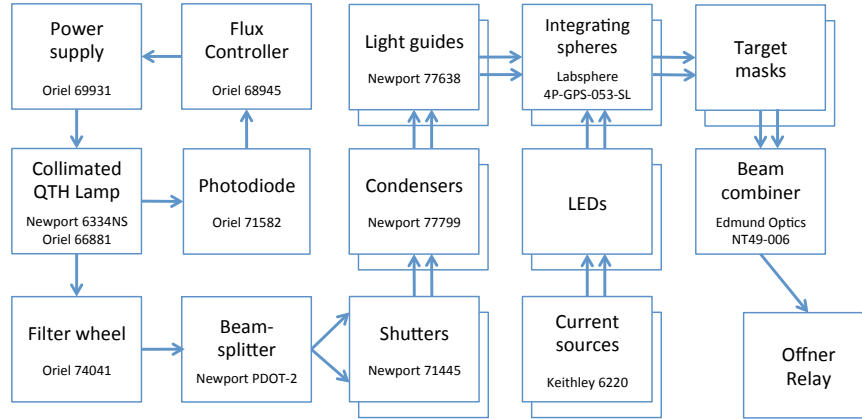 Power
supply
Oriel 69931
Flux
Controller
Oriel 68945
Light guides
Newport 77638
Integrating
spheres
Labsphere
4P-GPS-053-SL
Target
masks
Collimated
QTH Lamp
Newport 6334NS
Oriel 66881
Photodiode
Oriel 71582
Condensers
Newport 77799
LEDs
Beam
combiner
Edmund Optics
NT49-006
Filter wheel
Oriel 74041
Beam-
splitter
Newport PDOT-2
Shutters
Newport 71445
Current
sources
Keithley 6220
Offner
Relay